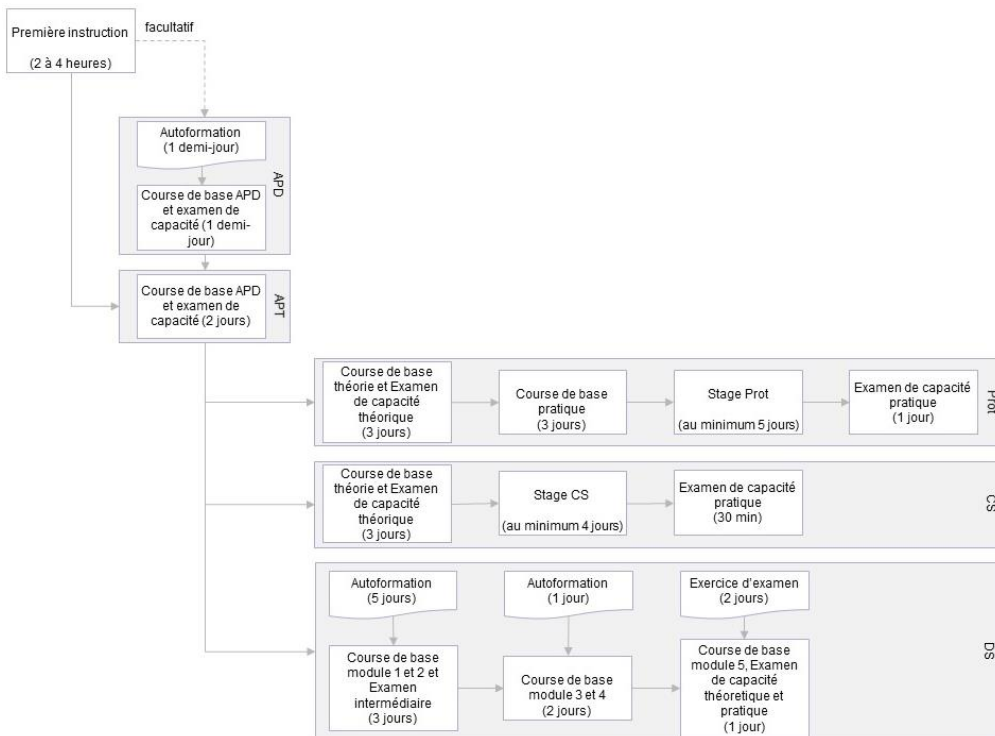 Première instruction
(2 à 4 heures)
facultatif
Autoformation
(1 demi-jour)
Course de base APD
et examen de
capacité (1 demi-
jour)
APD
Course de base APD
et examen de
capacité (2 jours)
APT
Course de base
théorie et Examen
de capacité
théorique
(3 jours)
Course de base
pratique
(3 jours)
Stage Prot
(au minimum 5 jours)
Examen de capacité
pratique
(1 jour)
Prot
Course de base
théorie et Examen
de capacité
théorique
(3 jours)
Stage CS
(au minimum 4 jours)
Examen de capacité
pratique
(30 min)
CS
Autoformation
(5 jours)
Autoformation
(1 jour)
Exercice d'examen
(2 jours)
Course de base
module 1 et 2 et
Examen
intermédiaire
(3 jours)
Course de base
module 3 et 4
(2 jours)
Course de base
module 5, Examen
de capacité
théoretique et
pratique
(1 jour)
DS